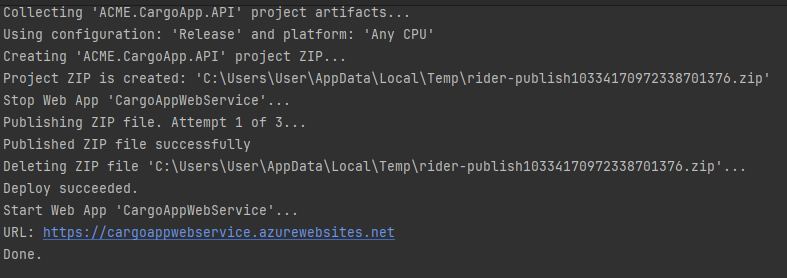 Collecting 'ACME.CargoApp.API' project artifacts...
Using configuration: 'Release' and platform: 'Any CPU'
Creating 'ACME.CargoApp.API' project ZIP...
Project ZIP is created: 'C:\Users\User\AppData\Local\Temp\rider-publish10334170972338701376.zip'
Stop Web App 'CargoAppWebService'...
Publishing ZIP file. Attempt 1 of 3...
Published ZIP file successfully
Deleting ZIP file 'C:\Users\User\AppData\Local\Temp\rider-publish10334170972338701376.zip'...
Deploy succeeded.
Start Web App 'CargoAppWebService'...
URL: https://cargoappwebservice.azurewebsites.net
Done.